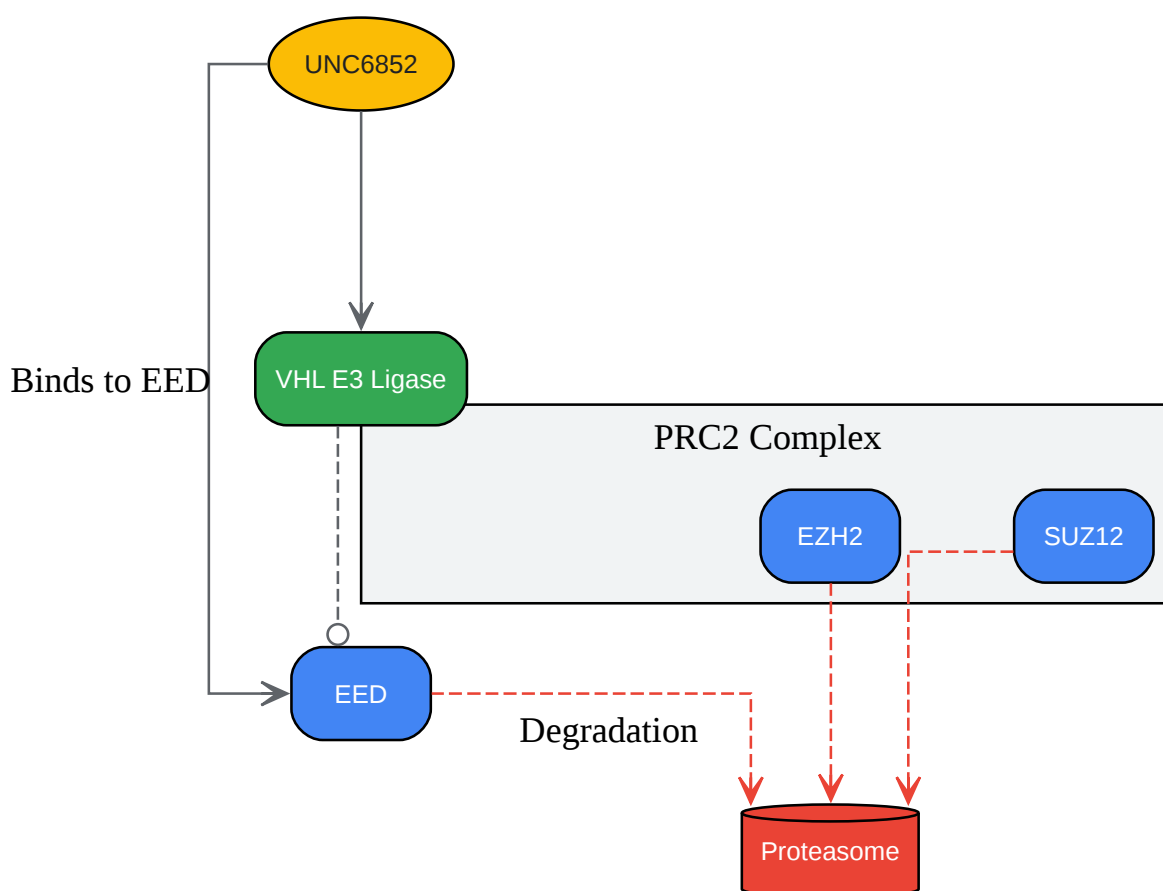 UNC6852
Binds to EED
VHL E3 Ligase
PRC2 Complex
EZH2
SUZ12
EED
Degradation
Proteasome